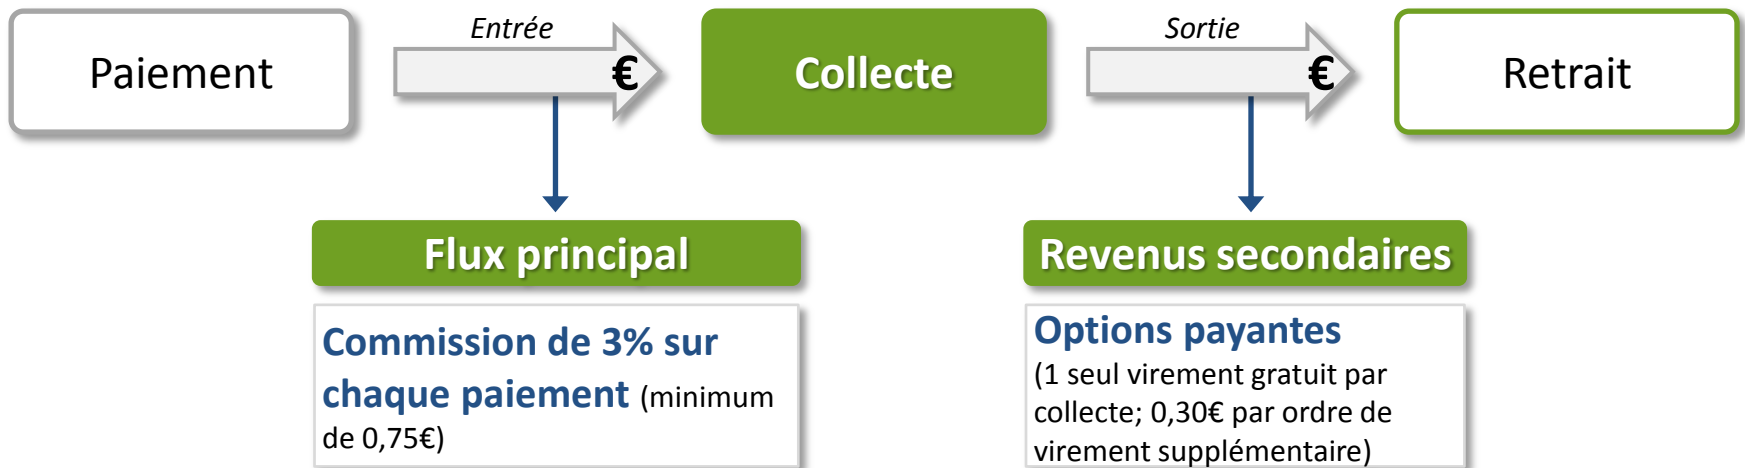 Paiement
Entrée
€
Collecte
Sortie
€
Retrait
Flux principal
Commission de 3% sur
chaque paiement (minimum
de 0,75€)
Revenus secondaires
Options payantes
(1 seul virement gratuit par
collecte; 0,30€ par ordre de
virement supplémentaire)